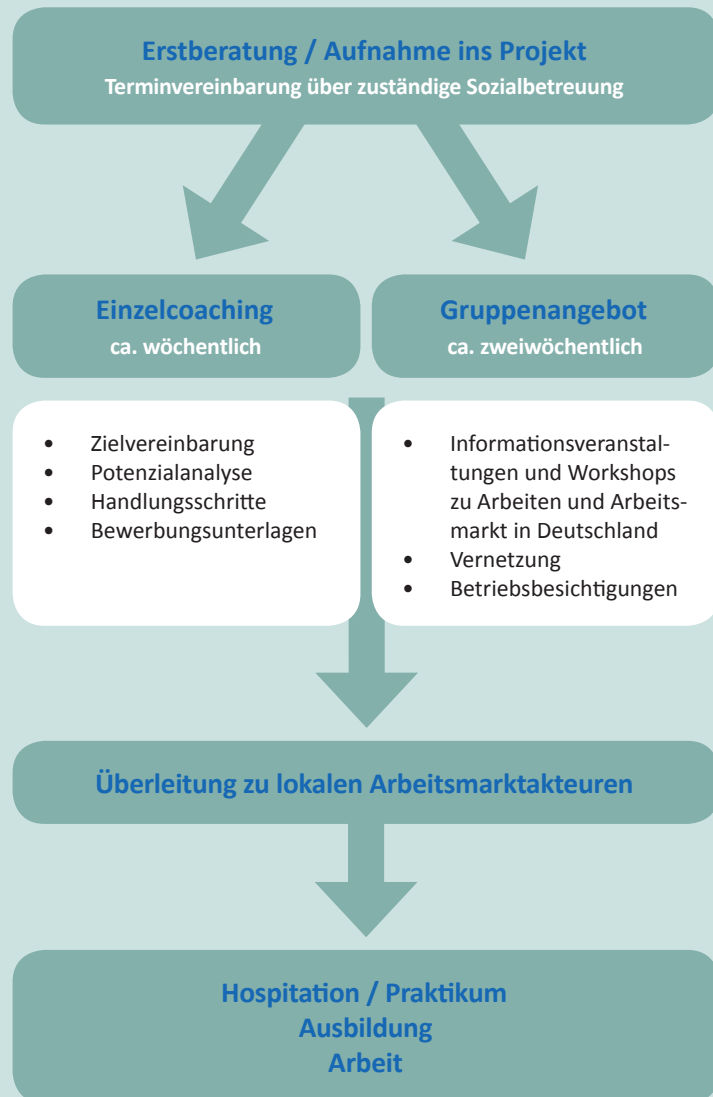 Erstberatung / Aufnahme ins Projekt
Terminvereinbarung über zuständige Sozialbetreuung
Einzelcoaching
ca. wöchentlich
• Zielvereinbarung
• Potenzialanalyse
• Handlungsschritte
• Bewerbungsunterlagen
Gruppenangebot
ca. zweiwöchentlich
• Informationsveranstal-
tungen und Workshops
zu Arbeiten und Arbeits-
markt in Deutschland
• Vernetzung
• Betriebsbesichtigungen
Überleitung zu lokalen Arbeitsmarktakteuren
Hospitation / Praktikum
Ausbildung
Arbeit